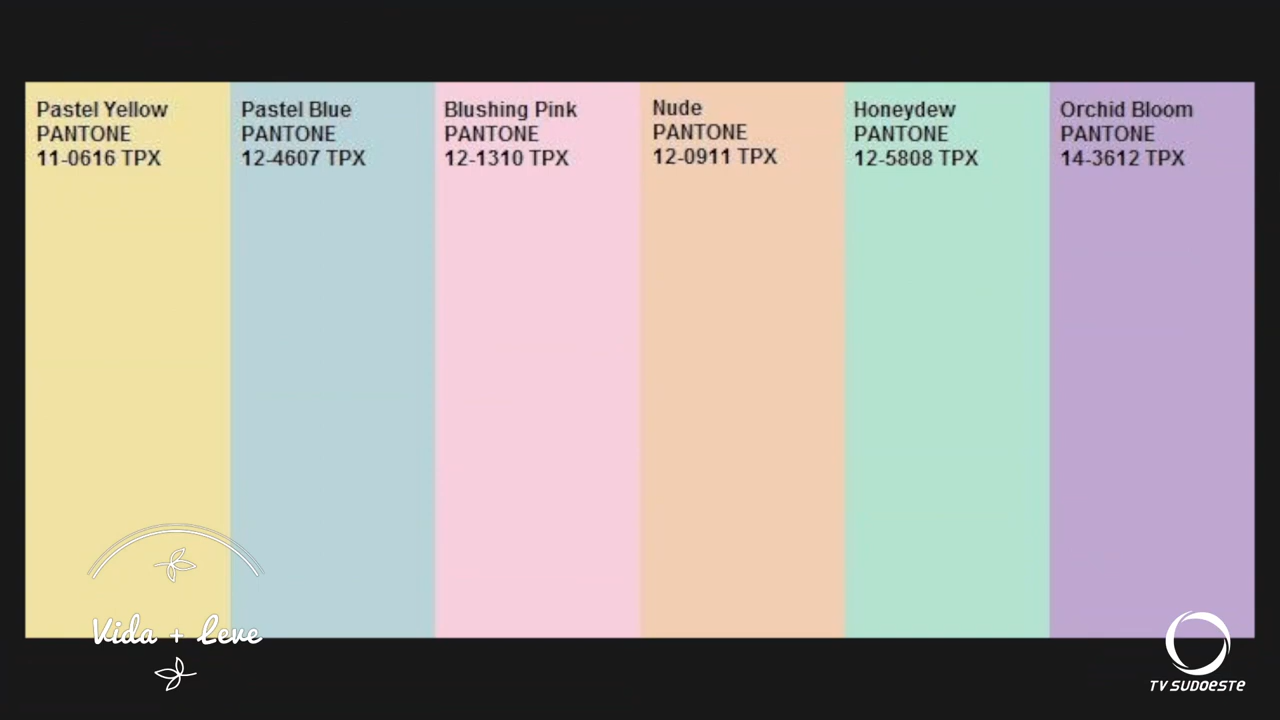 Pastel Yellow
PANTONE
11-0616 TPX
Pastel Blue
PANTONE
12-4607 TPX
Blushing Pink
PANTONE
12-1310 TPX
Nude
PANTONE
12-0911 TPX
Honeydew
PANTONE
12-5808 TPX
Orchid Bloom
PANTONE
14-3612 TPX
Vida + Leve
TV SUDOESTE